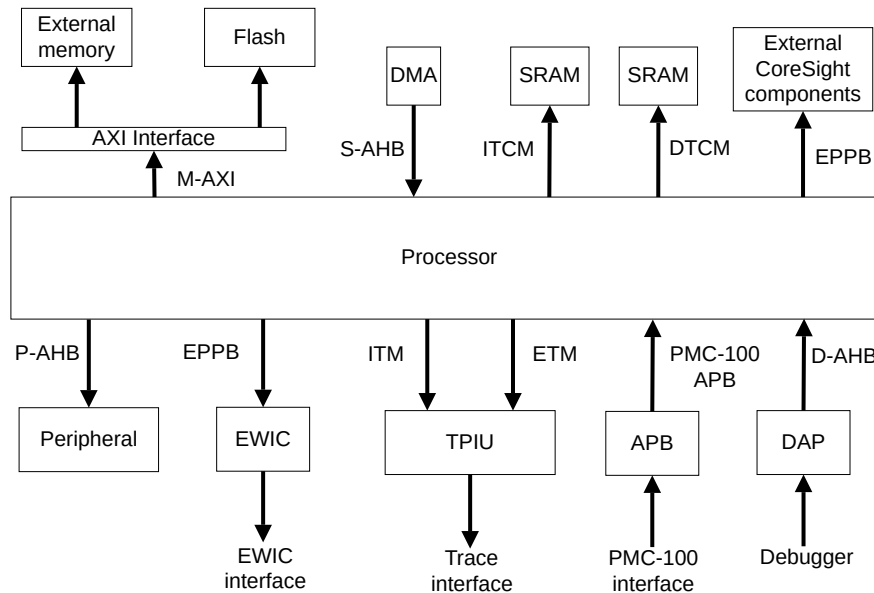 External
memory
Flash
DMA
SRAM
SRAM
External
CoreSight
components
AXI Interface
M-AXI
S-AHB
ITCM
DTCM
EPPB
Processor
P-AHB
EPPB
ITM
ETM
PMC-100
APB
D-AHB
Peripheral
EWIC
TPIU
APB
DAP
EWIC
interface
Trace
interface
PMC-100
interface
Debugger